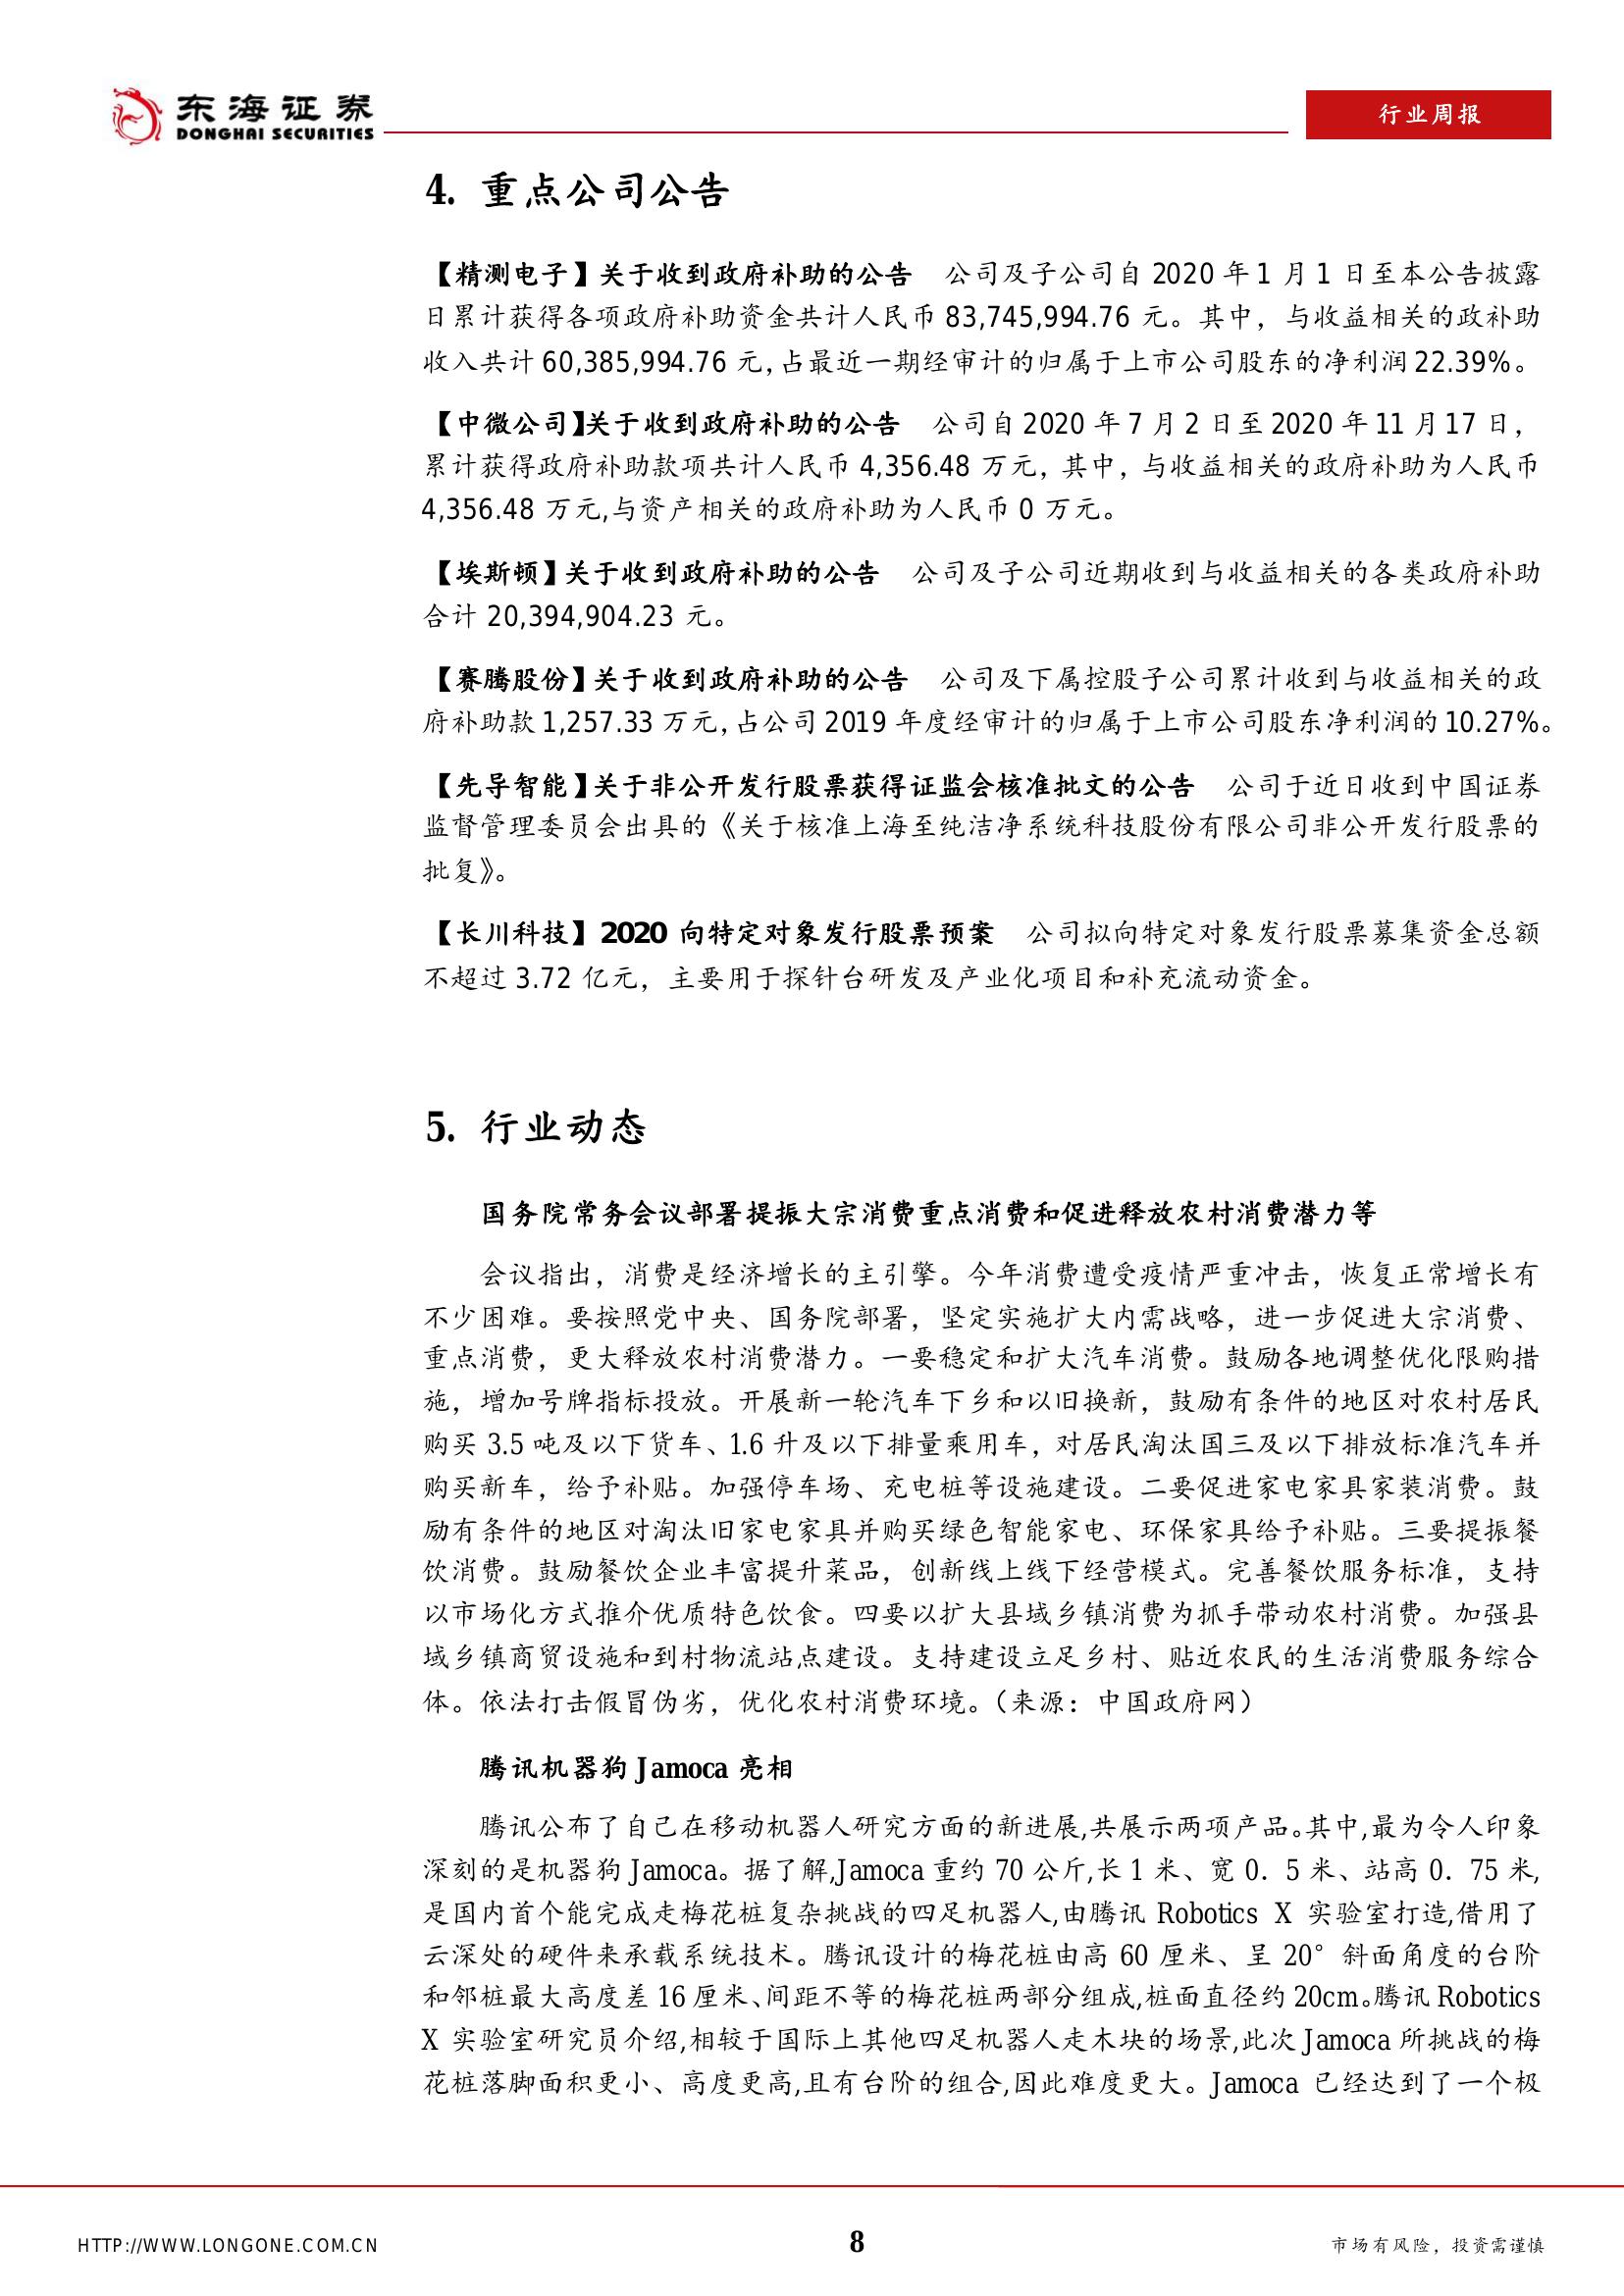 东海证券
DONGHAI SECURITIES
行业周报
4. 重点公司公告
【精测电子】关于收到政府补助的公告 公司及子公司自 2020 年 1 月 1 日至本公告披露
日累计获得各项政府补助资金共计人民币 83,745,994.76 元。其中，与收益相关的政补助
收入共计 60,385,994.76 元，占最近一期经审计的归属于上市公司股东的净利润 22.39%。
【中微公司】关于收到政府补助的公告 公司自 2020 年 7 月 2 日至 2020 年 11 月 17 日，
累计获得政府补助款项共计人民币 4,356.48 万元，其中，与收益相关的政府补助为人民币
4,356.48 万元,与资产相关的政府补助为人民币 0 万元。
【埃斯顿】关于收到政府补助的公告 公司及子公司近期收到与收益相关的各类政府补助
合计 20,394,904.23 元。
【赛腾股份】关于收到政府补助的公告 公司及下属控股子公司累计收到与收益相关的政
府补助款 1,257.33 万元，占公司 2019 年度经审计的归属于上市公司股东净利润的 10.27%。
【先导智能】关于非公开发行股票获得证监会核准批文的公告 公司于近日收到中国证券
监督管理委员会出具的《关于核准上海至纯洁净系统科技股份有限公司非公开发行股票的
批复》。
【长川科技】2020 向特定对象发行股票预案 公司拟向特定对象发行股票募集资金总额
不超过 3.72 亿元，主要用于探针台研发及产业化项目和补充流动资金。
5. 行业动态
国务院常务会议部署提振大宗消费重点消费和促进释放农村消费潜力等
会议指出，消费是经济增长的主引擎。今年消费遭受疫情严重冲击，恢复正常增长有
不少困难。要按照党中央、国务院部署，坚定实施扩大内需战略，进一步促进大宗消费、
重点消费，更大释放农村消费潜力。一要稳定和扩大汽车消费。鼓励各地调整优化限购措
施，增加号牌指标投放。开展新一轮汽车下乡和以旧换新，鼓励有条件的地区对农村居民
购买 3.5 吨及以下货车、1.6 升及以下排量乘用车，对居民淘汰国三及以下排放标准汽车并
购买新车，给予补贴。加强停车场、充电桩等设施建设。二要促进家电家具家装消费。鼓
励有条件的地区对淘汰旧家电家具并购买绿色智能家电、环保家具给予补贴。三要提振餐
饮消费。鼓励餐饮企业丰富提升菜品，创新线上线下经营模式。完善餐饮服务标准，支持
以市场化方式推介优质特色饮食。四要以扩大县域乡镇消费为抓手带动农村消费。加强县
域乡镇商贸设施和到村物流站点建设。支持建设立足乡村、贴近农民的生活消费服务综合
体。依法打击假冒伪劣，优化农村消费环境。（来源：中国政府网）
腾讯机器狗 Jamoca 亮相
腾讯公布了自己在移动机器人研究方面的新进展,共展示两项产品。其中,最为令人印象
深刻的是机器狗 Jamoca。据了解,Jamoca 重约 70 公斤,长 1 米、宽 0．5 米、站高 0．75 米,
是国内首个能完成走梅花桩复杂挑战的四足机器人,由腾讯 Robotics X 实验室打造,借用了
云深处的硬件来承载系统技术。腾讯设计的梅花桩由高 60 厘米、呈 20°斜面角度的台阶
和邻桩最大高度差 16 厘米、间距不等的梅花桩两部分组成,桩面直径约 20cm。腾讯 Robotics
X 实验室研究员介绍,相较于国际上其他四足机器人走木块的场景,此次 Jamoca 所挑战的梅
花桩落脚面积更小、高度更高,且有台阶的组合,因此难度更大。Jamoca 已经达到了一个极
HTTP://WWW.LONGONE.COM.CN
8
市场有风险，投资需谨慎